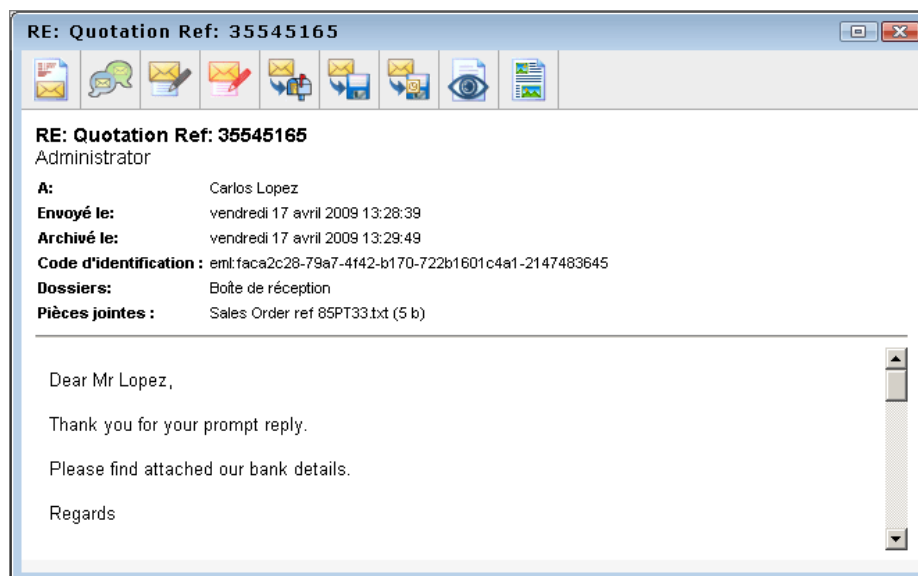 RE: Quotation Ref: 35545165
RE: Quotation Ref: 35545165
Administrator
A: Carlos Lopez
Envoyé le: vendredi 17 avril 2009 13:28:39
Archivé le: vendredi 17 avril 2009 13:29:49
Code d'identification : eml:faca2c28-79a7-4f42-b170-722b1601c4a1-2147483645
Dossiers: Boîte de réception
Pièces jointes : Sales Order ref 85PT33.txt (5 b)
Dear Mr Lopez,
Thank you for your prompt reply.
Please find attached our bank details.
Regards